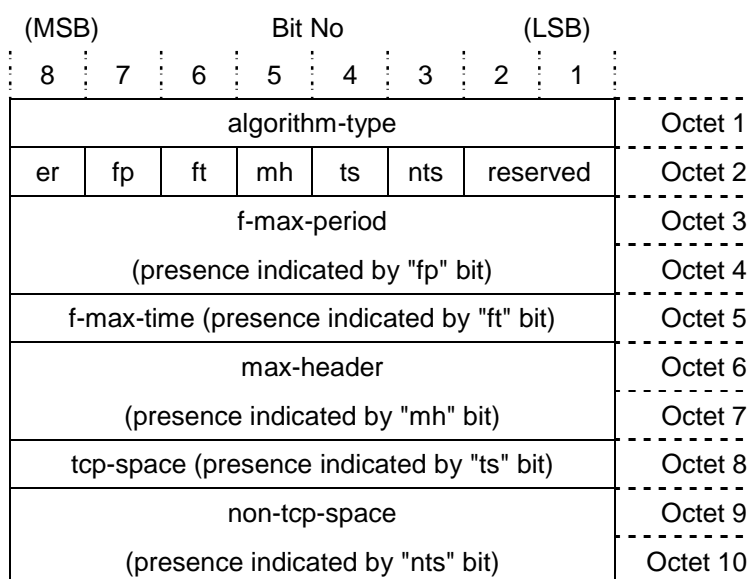 (MSB) Bit No (LSB)
8 7 6 5 4 3 2 1
algorithm-type Octet 1
er fp ft mh ts nts reserved Octet 2
f-max-period Octet 3
(presence indicated by "fp" bit) Octet 4
f-max-time (presence indicated by "ft" bit) Octet 5
max-header Octet 6
(presence indicated by "mh" bit) Octet 7
tcp-space (presence indicated by "ts" bit) Octet 8
non-tcp-space Octet 9
(presence indicated by "nts" bit) Octet 10